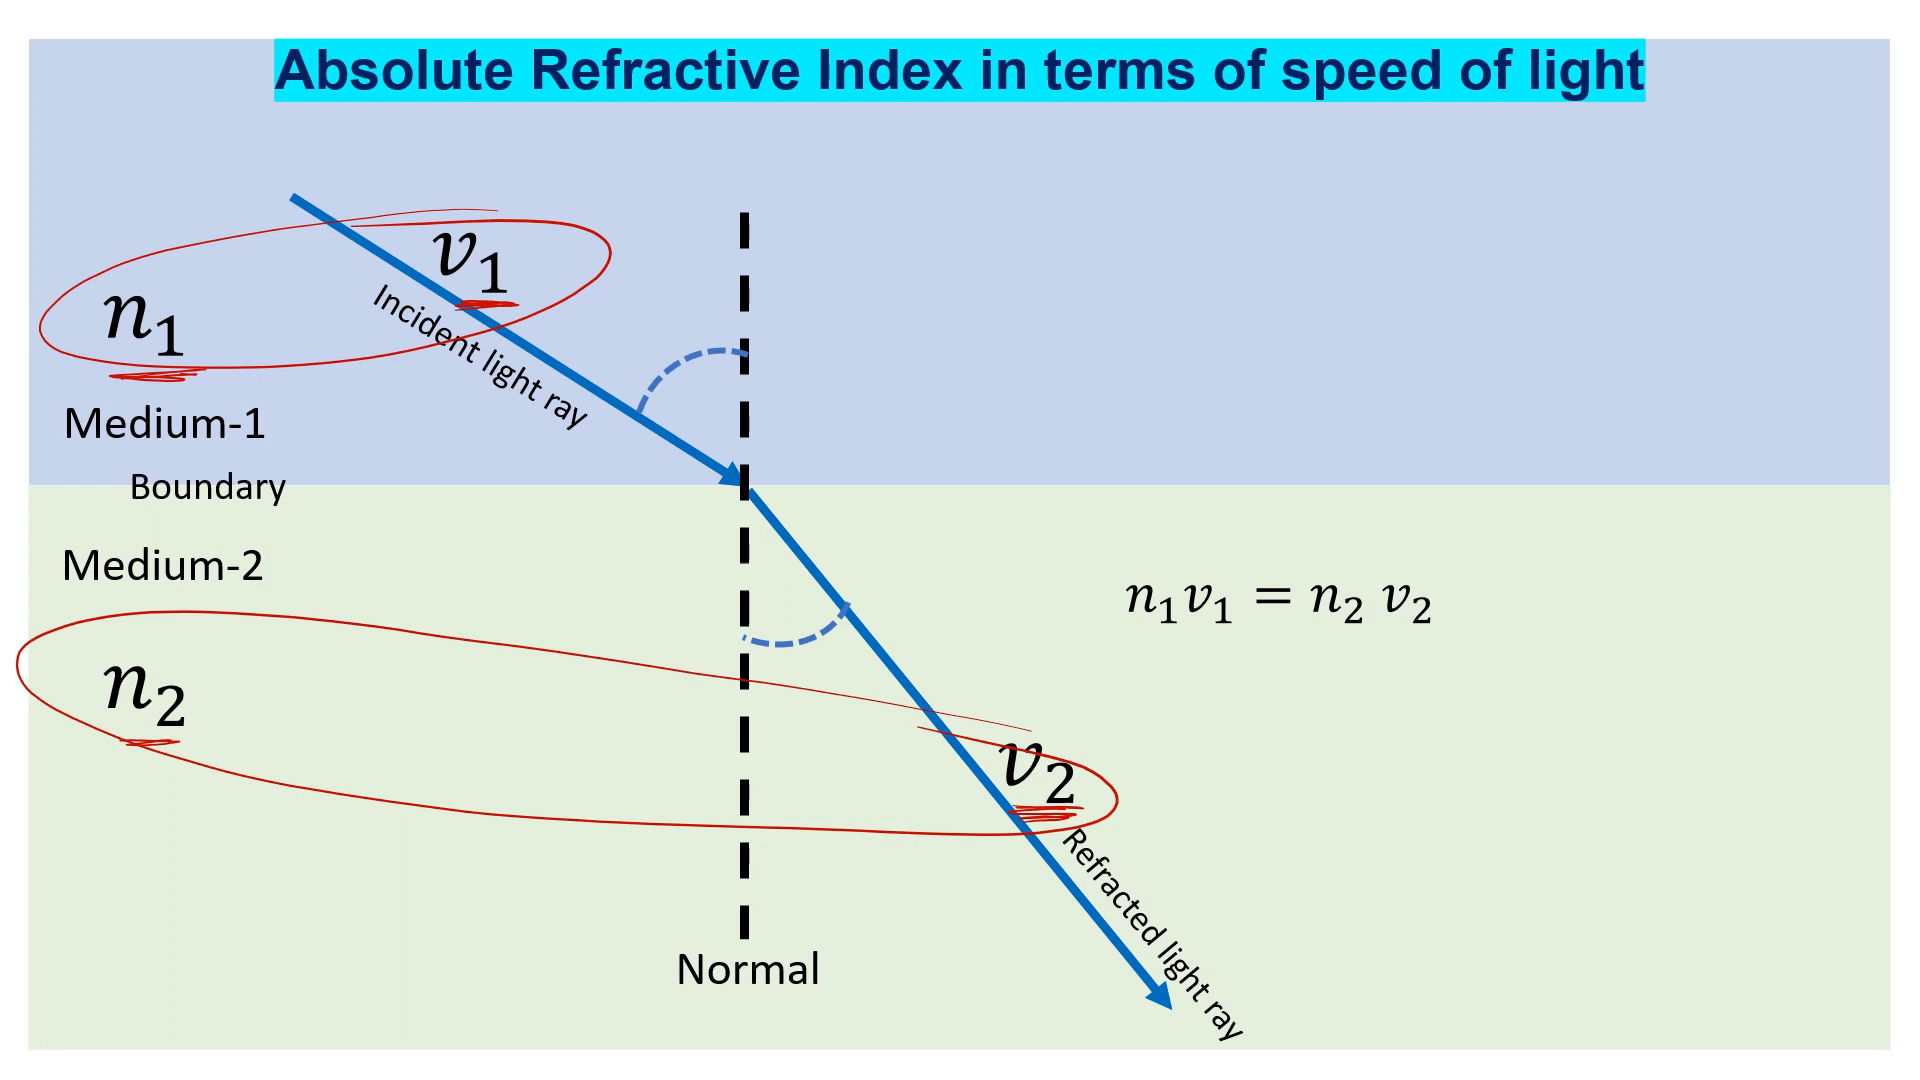 Absolute Refractive Index in terms of speed of light
v₁
n₁
Incident light ray
Medium-1
Boundary
Medium-2
n₁v₁ = n₂ v₂
n₂
v₂
Refracted light ray
Normal